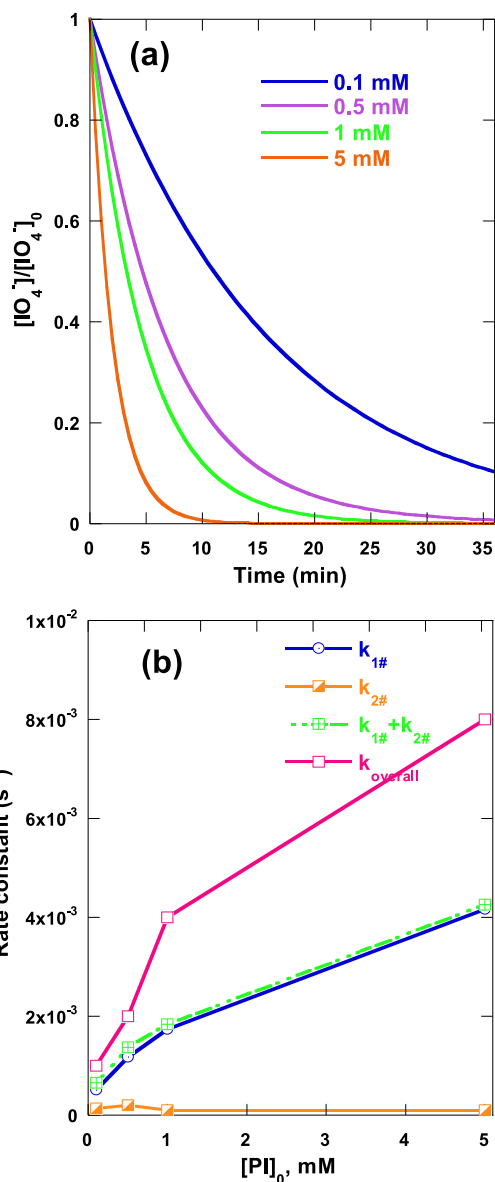 1
(a)
0.1 mM
0.5 mM
1 mM
5 mM
0.8
0.6
0.4
0.2
0
[IO₄⁻]/[IO₄⁻]₀
0 5 10 15 20 25 30 35
Time (min)
1x10⁻²
(b)
k₁#
k₂#
k₁#+k₂#
k_overall
8x10⁻³
6x10⁻³
4x10⁻³
2x10⁻³
0
Rate constant (s
0 1 2 3 4 5
[PI]₀, mM